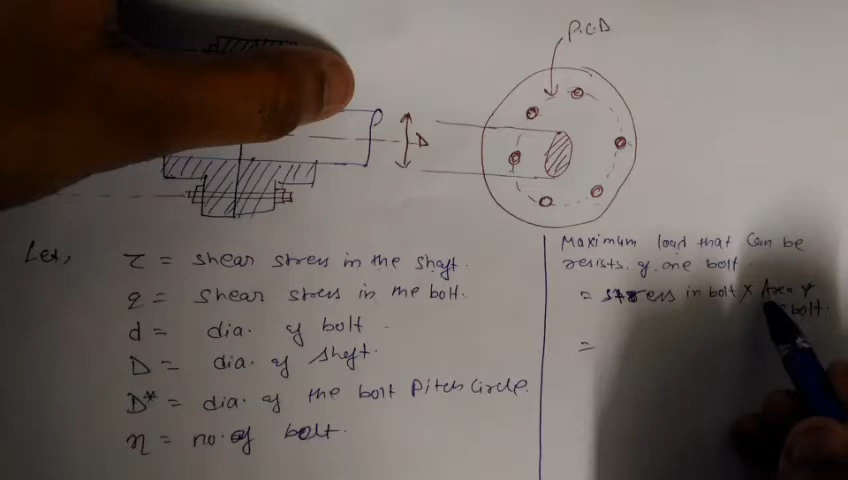 P.C.D
D
Let,
τ = shear stress in the shaft.
q = shear stress in the bolt.
d = dia. of bolt
D = dia. of shaft.
D* = dia. of the bolt Pitch Circle.
n = no. of bolt.
Maximum load that Can be
resists. of one bolt
= stress in bolt × Area of
bolt.
=